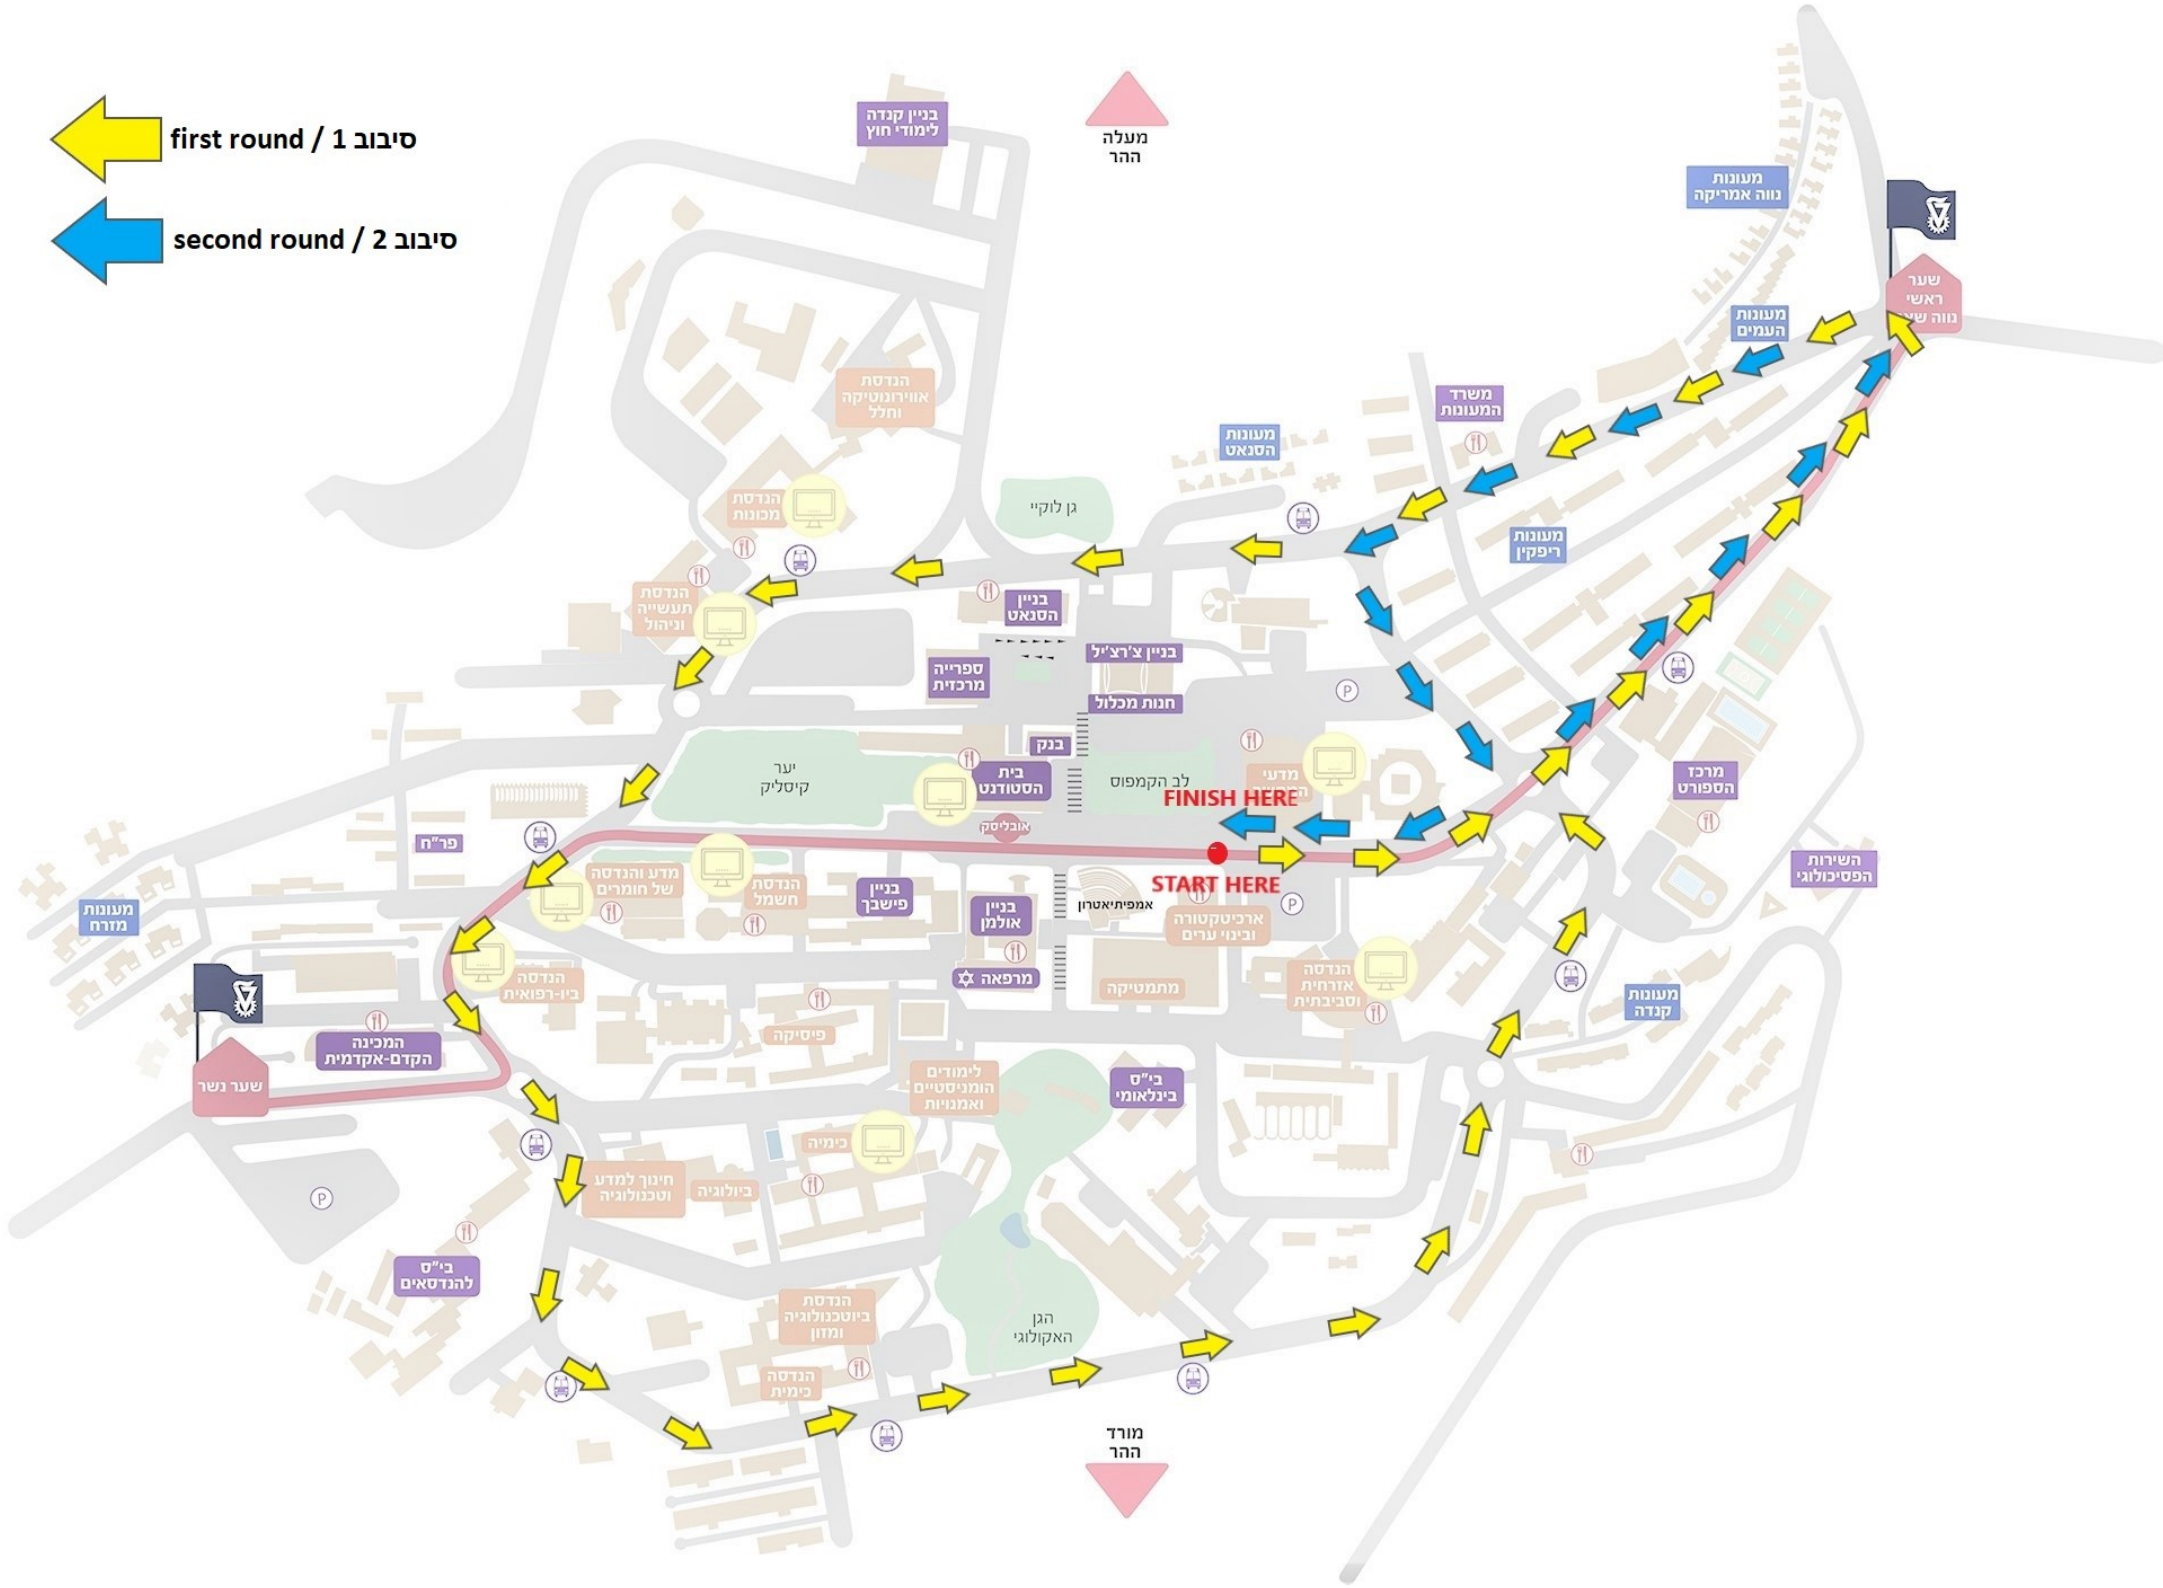 first round / סיבוב 1
second round / סיבוב 2
בניין קנדה
לימודי חוץ
מעלה
ההר
מעונות
נווה אמריקה
שער
ראשי
מעונות
העמים
הנדסת
אווירונוטיקה
וחלל
משרד
המעונות
מעונות
הסנאט
הנדסת
מכונות
גן לוקיי
מעונות
ריפקין
הנדסת
תעשייה
וניהול
בניין
הסנאט
בניין צ'רצ'יל
ספרייה
מרכזית
חנות מכלול
P
בנק
יער
קיסליק
בית
הסטודנט
לב הקמפוס
מדעי
מרכז
הספורט
FINISH HERE
אובליסק
פר"ח
START HERE
השירות
הפסיכולוגי
מדע והנדסה
של חומרים
הנדסת
חשמל
בניין
פישבך
בניין
אולמן
אמפיתיאטרון
P
ארכיטקטורה
ובינוי ערים
מעונות
מזרח
הנדסה
ביו-רפואית
מרפאה
מתמטיקה
הנדסה
אזרחית
וסביבתית
מעונות
קנדה
המכינה
הקדם-אקדמית
פיסיקה
שער נשר
לימודים
הומניסטיים
ואמנויות
בי"ס
בינלאומי
כימיה
חינוך למדע
וטכנולוגיה
ביולוגיה
P
בי"ס
להנדסאים
הנדסת
ביוטכנולוגיה
ומזון
הגן
האקולוגי
הנדסה
כימית
מורד
ההר